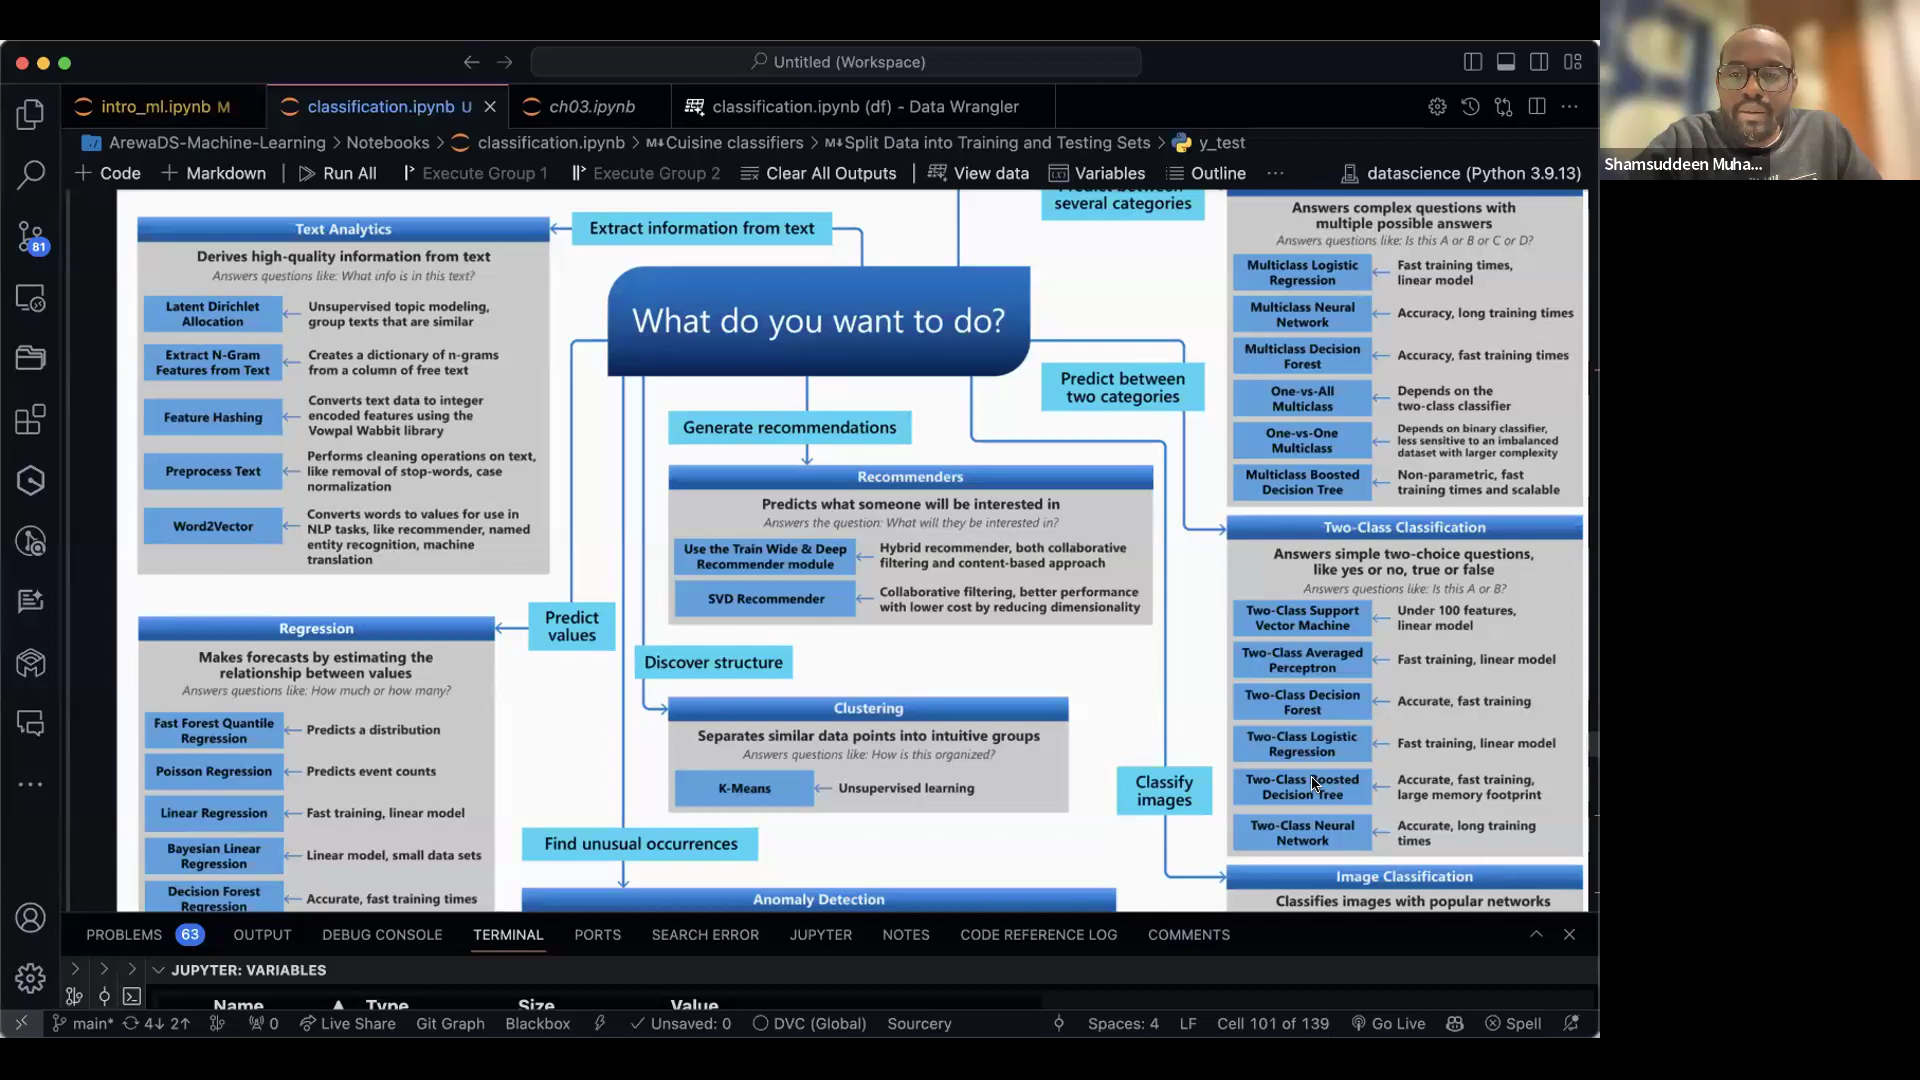 Untitled (Workspace)
intro_ml.ipynb M
classification.ipynb U
ch03.ipynb
classification.ipynb (df) - Data Wrangler
ArewaDS-Machine-Learning > Notebooks > classification.ipynb > M↓Cuisine classifiers > M↓Split Data into Training and Testing Sets > y_test
+ Code
+ Markdown
Run All
Execute Group 1
Execute Group 2
Clear All Outputs
View data
Variables
Outline
...
datascience (Python 3.9.13)
Shamsuddeen Muha...
81
Text Analytics
Derives high-quality information from text
Answers questions like: What info is in this text?
Latent Dirichlet
Allocation
Unsupervised topic modeling,
group texts that are similar
Extract N-Gram
Features from Text
Creates a dictionary of n-grams
from a column of free text
Feature Hashing
Converts text data to integer
encoded features using the
Vowpal Wabbit library
Preprocess Text
Performs cleaning operations on text,
like removal of stop-words, case
normalization
Word2Vector
Converts words to values for use in
NLP tasks, like recommender, named
entity recognition, machine
translation
Extract information from text
What do you want to do?
Predict between
several categories
Answers complex questions with
multiple possible answers
Answers questions like: Is this A or B or C or D?
Multiclass Logistic
Regression
Fast training times,
linear model
Multiclass Neural
Network
Accuracy, long training times
Multiclass Decision
Forest
Accuracy, fast training times
One-vs-All
Multiclass
Depends on the
two-class classifier
One-vs-One
Multiclass
Depends on binary classifier,
less sensitive to an imbalanced
dataset with larger complexity
Multiclass Boosted
Decision Tree
Non-parametric, fast
training times and scalable
Predict between
two categories
Generate recommendations
Recommenders
Predicts what someone will be interested in
Answers the question: What will they be interested in?
Use the Train Wide & Deep
Recommender module
Hybrid recommender, both collaborative
filtering and content-based approach
SVD Recommender
Collaborative filtering, better performance
with lower cost by reducing dimensionality
Two-Class Classification
Answers simple two-choice questions,
like yes or no, true or false
Answers questions like: Is this A or B?
Two-Class Support
Vector Machine
Under 100 features,
linear model
Two-Class Averaged
Perceptron
Fast training, linear model
Two-Class Decision
Forest
Accurate, fast training
Two-Class Logistic
Regression
Fast training, linear model
Two-Class Boosted
Decision Tree
Accurate, fast training,
large memory footprint
Two-Class Neural
Network
Accurate, long training
times
Predict
values
Regression
Makes forecasts by estimating the
relationship between values
Answers questions like: How much or how many?
Fast Forest Quantile
Regression
Predicts a distribution
Poisson Regression
Predicts event counts
Linear Regression
Fast training, linear model
Bayesian Linear
Regression
Linear model, small data sets
Decision Forest
Regression
Accurate, fast training times
Discover structure
Clustering
Separates similar data points into intuitive groups
Answers questions like: How is this organized?
K-Means
Unsupervised learning
Classify
images
Find unusual occurrences
Anomaly Detection
Image Classification
Classifies images with popular networks
PROBLEMS 63
OUTPUT
DEBUG CONSOLE
TERMINAL
PORTS
SEARCH ERROR
JUPYTER
NOTES
CODE REFERENCE LOG
COMMENTS
JUPYTER: VARIABLES
Name
Type
Size
Value
main*
4↓ 2↑
0
Live Share
Git Graph
Blackbox
Unsaved: 0
DVC (Global)
Sourcery
Spaces: 4
LF
Cell 101 of 139
Go Live
Spell